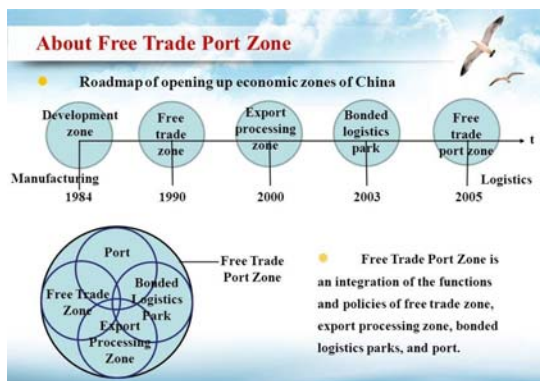 About Free Trade Port Zone
Roadmap of opening up economic zones of China
Development
zone
Free
trade
zone
Export
processing
zone
Bonded
logistics
park
Free
trade
port zone
t
Manufacturing
Logistics
1984
1990
2000
2003
2005
Port
Free Trade
Zone
Bonded
Logistics
Park
Export
Processing
Zone
Free Trade
Port Zone
Free Trade Port Zone is
an integration of the functions
and policies of free trade zone,
export processing zone, bonded
logistics parks, and port.